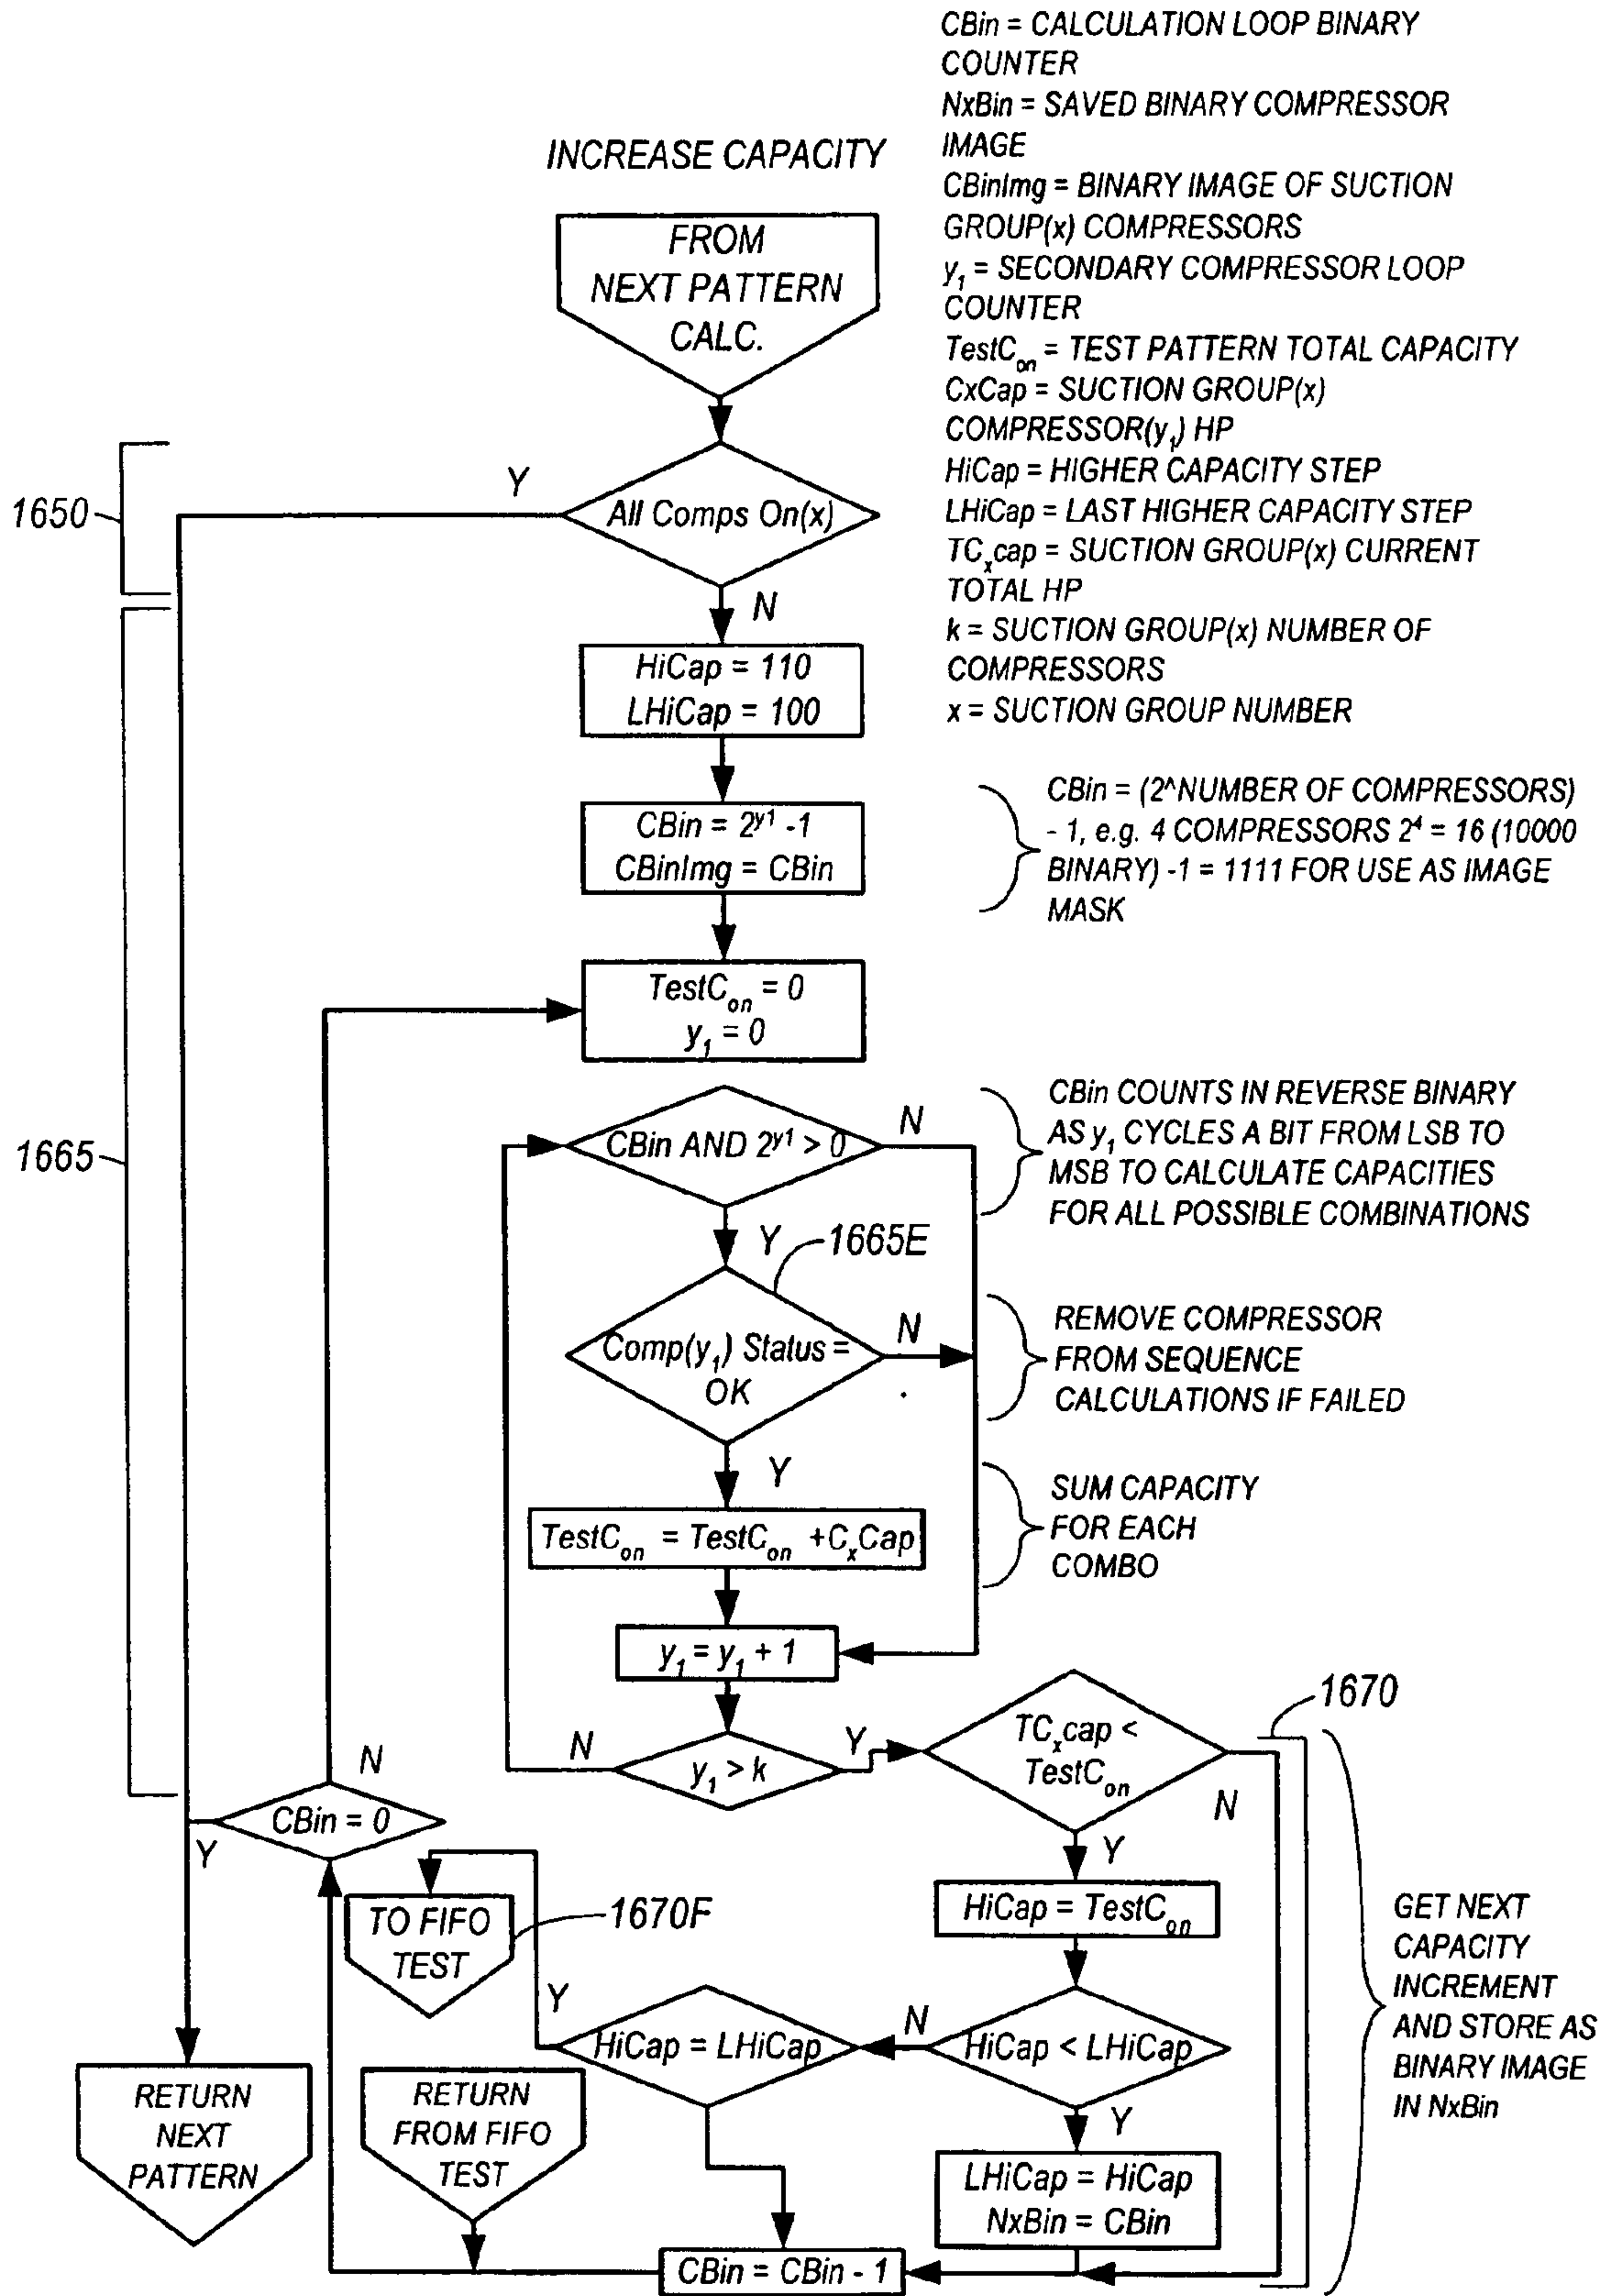 CBin = CALCULATION LOOP BINARY
COUNTER
NxBin = SAVED BINARY COMPRESSOR
IMAGE
CBinImg = BINARY IMAGE OF SUCTION
GROUP(x) COMPRESSORS
y₁ = SECONDARY COMPRESSOR LOOP
COUNTER
TestCₒₙ = TEST PATTERN TOTAL CAPACITY
CxCap = SUCTION GROUP(x)
COMPRESSOR(y₁) HP
HiCap = HIGHER CAPACITY STEP
LHiCap = LAST HIGHER CAPACITY STEP
TCₓcap = SUCTION GROUP(x) CURRENT
TOTAL HP
k = SUCTION GROUP(x) NUMBER OF
COMPRESSORS
x = SUCTION GROUP NUMBER
INCREASE CAPACITY
FROM
NEXT PATTERN
CALC.
1650
Y
All Comps On(x)
N
HiCap = 110
LHiCap = 100
CBin = 2^y1 -1
CBinImg = CBin
CBin = (2^NUMBER OF COMPRESSORS)
- 1, e.g. 4 COMPRESSORS 2⁴ = 16 (10000
BINARY) -1 = 1111 FOR USE AS IMAGE
MASK
TestCₒₙ = 0
y₁ = 0
1665
CBin AND 2^y1 > 0
N
CBin COUNTS IN REVERSE BINARY
AS y₁ CYCLES A BIT FROM LSB TO
MSB TO CALCULATE CAPACITIES
FOR ALL POSSIBLE COMBINATIONS
Y
1665E
Comp(y₁) Status =
OK
N
REMOVE COMPRESSOR
FROM SEQUENCE
CALCULATIONS IF FAILED
Y
TestCₒₙ = TestCₒₙ +CₓCap
SUM CAPACITY
FOR EACH
COMBO
y₁ = y₁ + 1
1670
y₁ > k
N
Y
TCₓcap <
TestCₒₙ
N
Y
CBin = 0
N
Y
TO FIFO
TEST
1670F
HiCap = TestCₒₙ
GET NEXT
CAPACITY
INCREMENT
AND STORE AS
BINARY IMAGE
IN NxBin
Y
HiCap = LHiCap
N
HiCap < LHiCap
Y
RETURN
NEXT
PATTERN
RETURN
FROM FIFO
TEST
LHiCap = HiCap
NxBin = CBin
CBin = CBin - 1